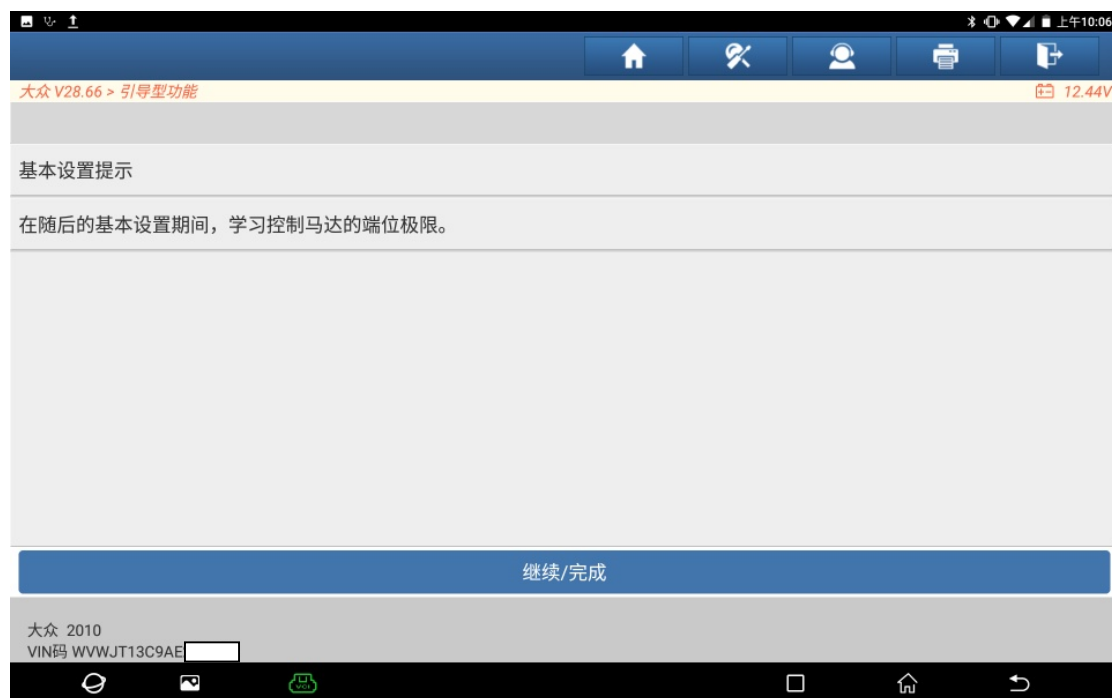 上午10:06
大众 V28.66 > 引导型功能
12.44V
基本设置提示
在随后的基本设置期间，学习控制马达的端位极限。
继续/完成
大众 2010
VIN码 WVWJT13C9AE
VCI